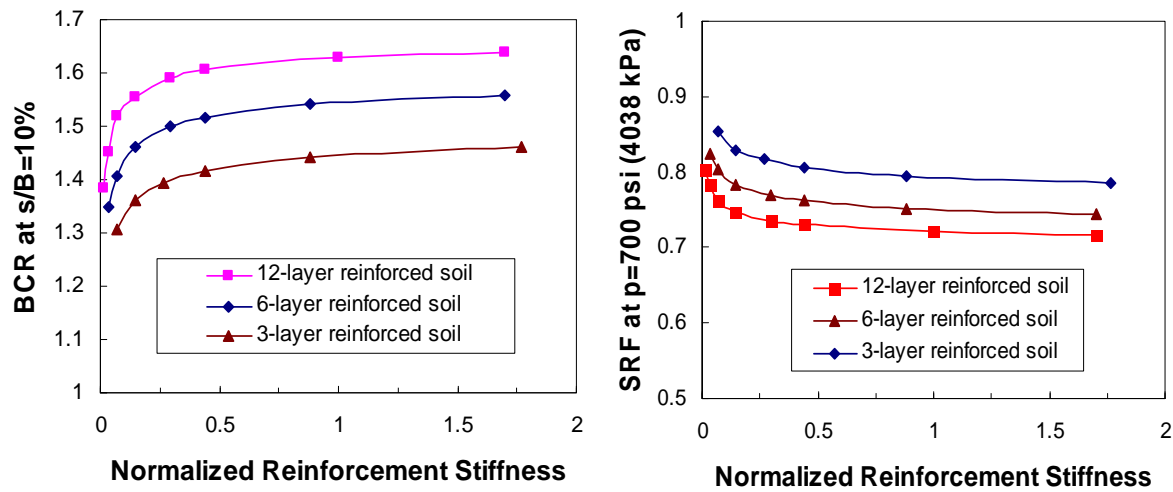 BCR at s/B=10%
1.7
1.6
1.5
1.4
1.3
1.2
1.1
1
12-layer reinforced soil
6-layer reinforced soil
3-layer reinforced soil
0 0.5 1 1.5 2
Normalized Reinforcement Stiffness
SRF at p=700 psi (4038 kPa)
1
0.9
0.8
0.7
0.6
0.5
12-layer reinforced soil
6-layer reinforced soil
3-layer reinforced soil
0 0.5 1 1.5 2
Normalized Reinforcement Stiffness